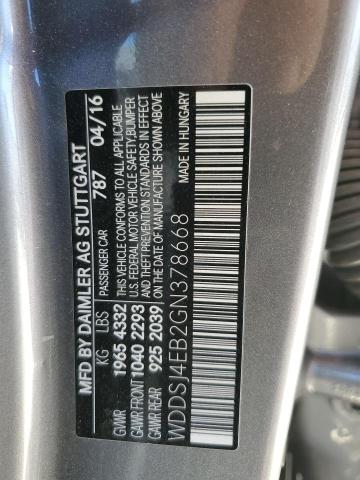 MFD BY DAIMLER AG STUTTGART
KG LBS PASSENGER CAR 787 04/16
GVWR 1965 4332 THIS VEHICLE CONFORMS TO ALL APPLICABLE
GAWR FRONT 1040 2293 U.S. FEDERAL MOTOR VEHICLE SAFETY, BUMPER
GAWR REAR 925 2039 AND THEFT PREVENTION STANDARDS IN EFFECT
ON THE DATE OF MANUFACTURE SHOWN ABOVE
WDDSJ4EB2GN378668 MADE IN HUNGARY